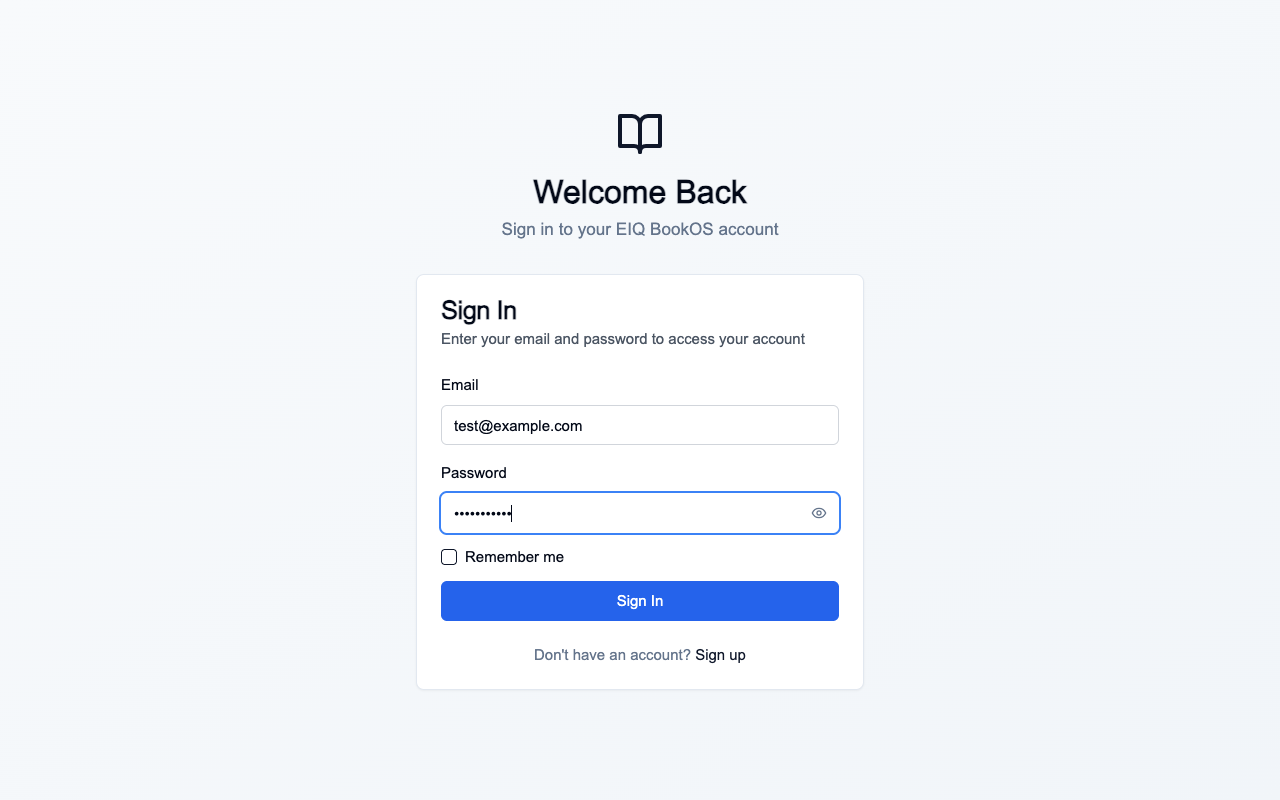 Welcome Back
Sign in to your EIQ BookOS account
Sign In
Enter your email and password to access your account
Email
test@example.com
Password
•••••••••••
Remember me
Sign In
Don't have an account? Sign up